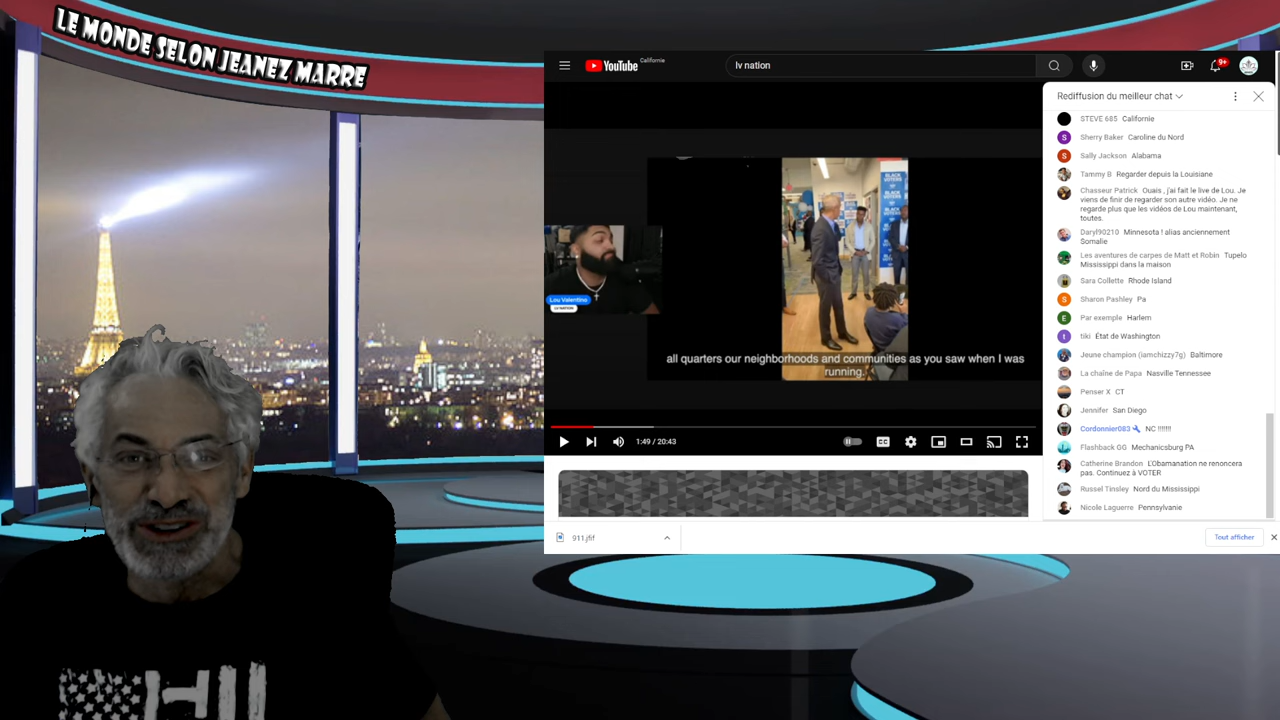 LE MONDE SELON JEANEZ MARRE
YouTube
Californie
lv nation
9+
Rediffusion du meilleur chat
STEVE 685 Californie
S Sherry Baker Caroline du Nord
S Sally Jackson Alabama
Tammy B Regarder depuis la Louisiane
Chasseur Patrick Ouais , j'ai fait le live de Lou. Je
viens de finir de regarder son autre vidéo. Je ne
regarde plus que les vidéos de Lou maintenant,
toutes.
Daryl90210 Minnesota ! alias anciennement
Somalie
Les aventures de carpes de Matt et Robin Tupelo
Mississippi dans la maison
Sara Collette Rhode Island
S Sharon Pashley Pa
E Par exemple Harlem
t tiki État de Washington
Jeune champion (iamchizzy7g) Baltimore
La chaîne de Papa Nasville Tennessee
Penser X CT
Jennifer San Diego
Cordonnier083 NC !!!!!!!
Flashback GG Mechanicsburg PA
Catherine Brandon L'Obamanation ne renoncera
pas. Continuez à VOTER
Russel Tinsley Nord du Mississippi
Nicole Laguerre Pennsylvanie
BLACK
VOTERS
Lou Valentino
LV NATION
all quarters our neighborhoods and communities as you saw when I was
running.
1:49 / 20:43
CC
911.jfif
Tout afficher